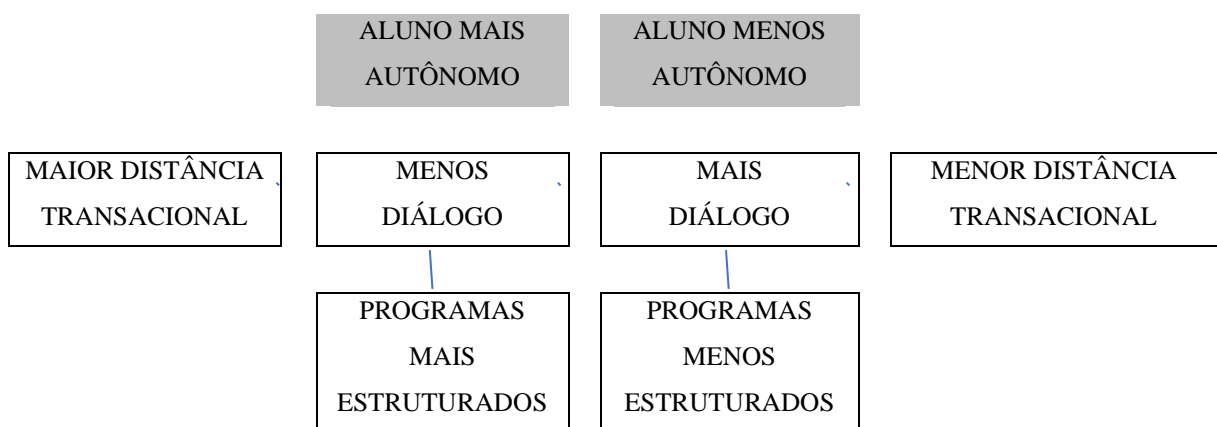 ALUNO MAIS
AUTÔNOMO
ALUNO MENOS
AUTÔNOMO
MAIOR DISTÂNCIA
TRANSACIONAL
MENOS
DIÁLOGO
MAIS
DIÁLOGO
MENOR DISTÂNCIA
TRANSACIONAL
PROGRAMAS
MAIS
ESTRUTURADOS
PROGRAMAS
MENOS
ESTRUTURADOS